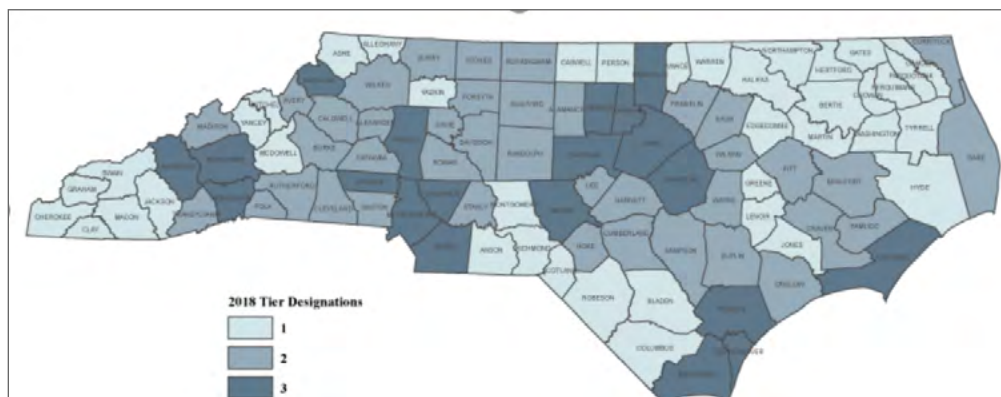 ASHE
ALLEGHANY
SURRY
STOKES
ROCKINGHAM
CASWELL
PERSON
VANCE
WARREN
NORTHAMPTON
GATES
HERTFORD
HALIFAX
WILKES
YADKIN
FORSYTH
GUILFORD
ALAMANCE
FRANKLIN
NASH
BERTIE
CHOWAN
PERQUIMANS
EDGECOMBE
MARTIN
WASHINGTON
TYRRELL
DARE
MITCHELL
AVERY
YANCEY
CALDWELL
ALEXANDER
DAVIE
DAVIDSON
RANDOLPH
MADISON
MCDOWELL
BURKE
CATAWBA
ROWAN
WILSON
PITT
BEAUFORT
HYDE
SWAIN
GRAHAM
JACKSON
CHEROKEE
MACON
CLAY
RUTHERFORD
POLK
CLEVELAND
GASTON
STANLY
MONTGOMERY
LEE
HARNETT
WAYNE
GREENE
LENOIR
CRAVEN
PAMLICO
JONES
ANSON
RICHMOND
SCOTLAND
HOKE
CUMBERLAND
SAMPSON
DUPLIN
ONSLOW
ROBESON
BLADEN
COLUMBUS
2018 Tier Designations
1
2
3